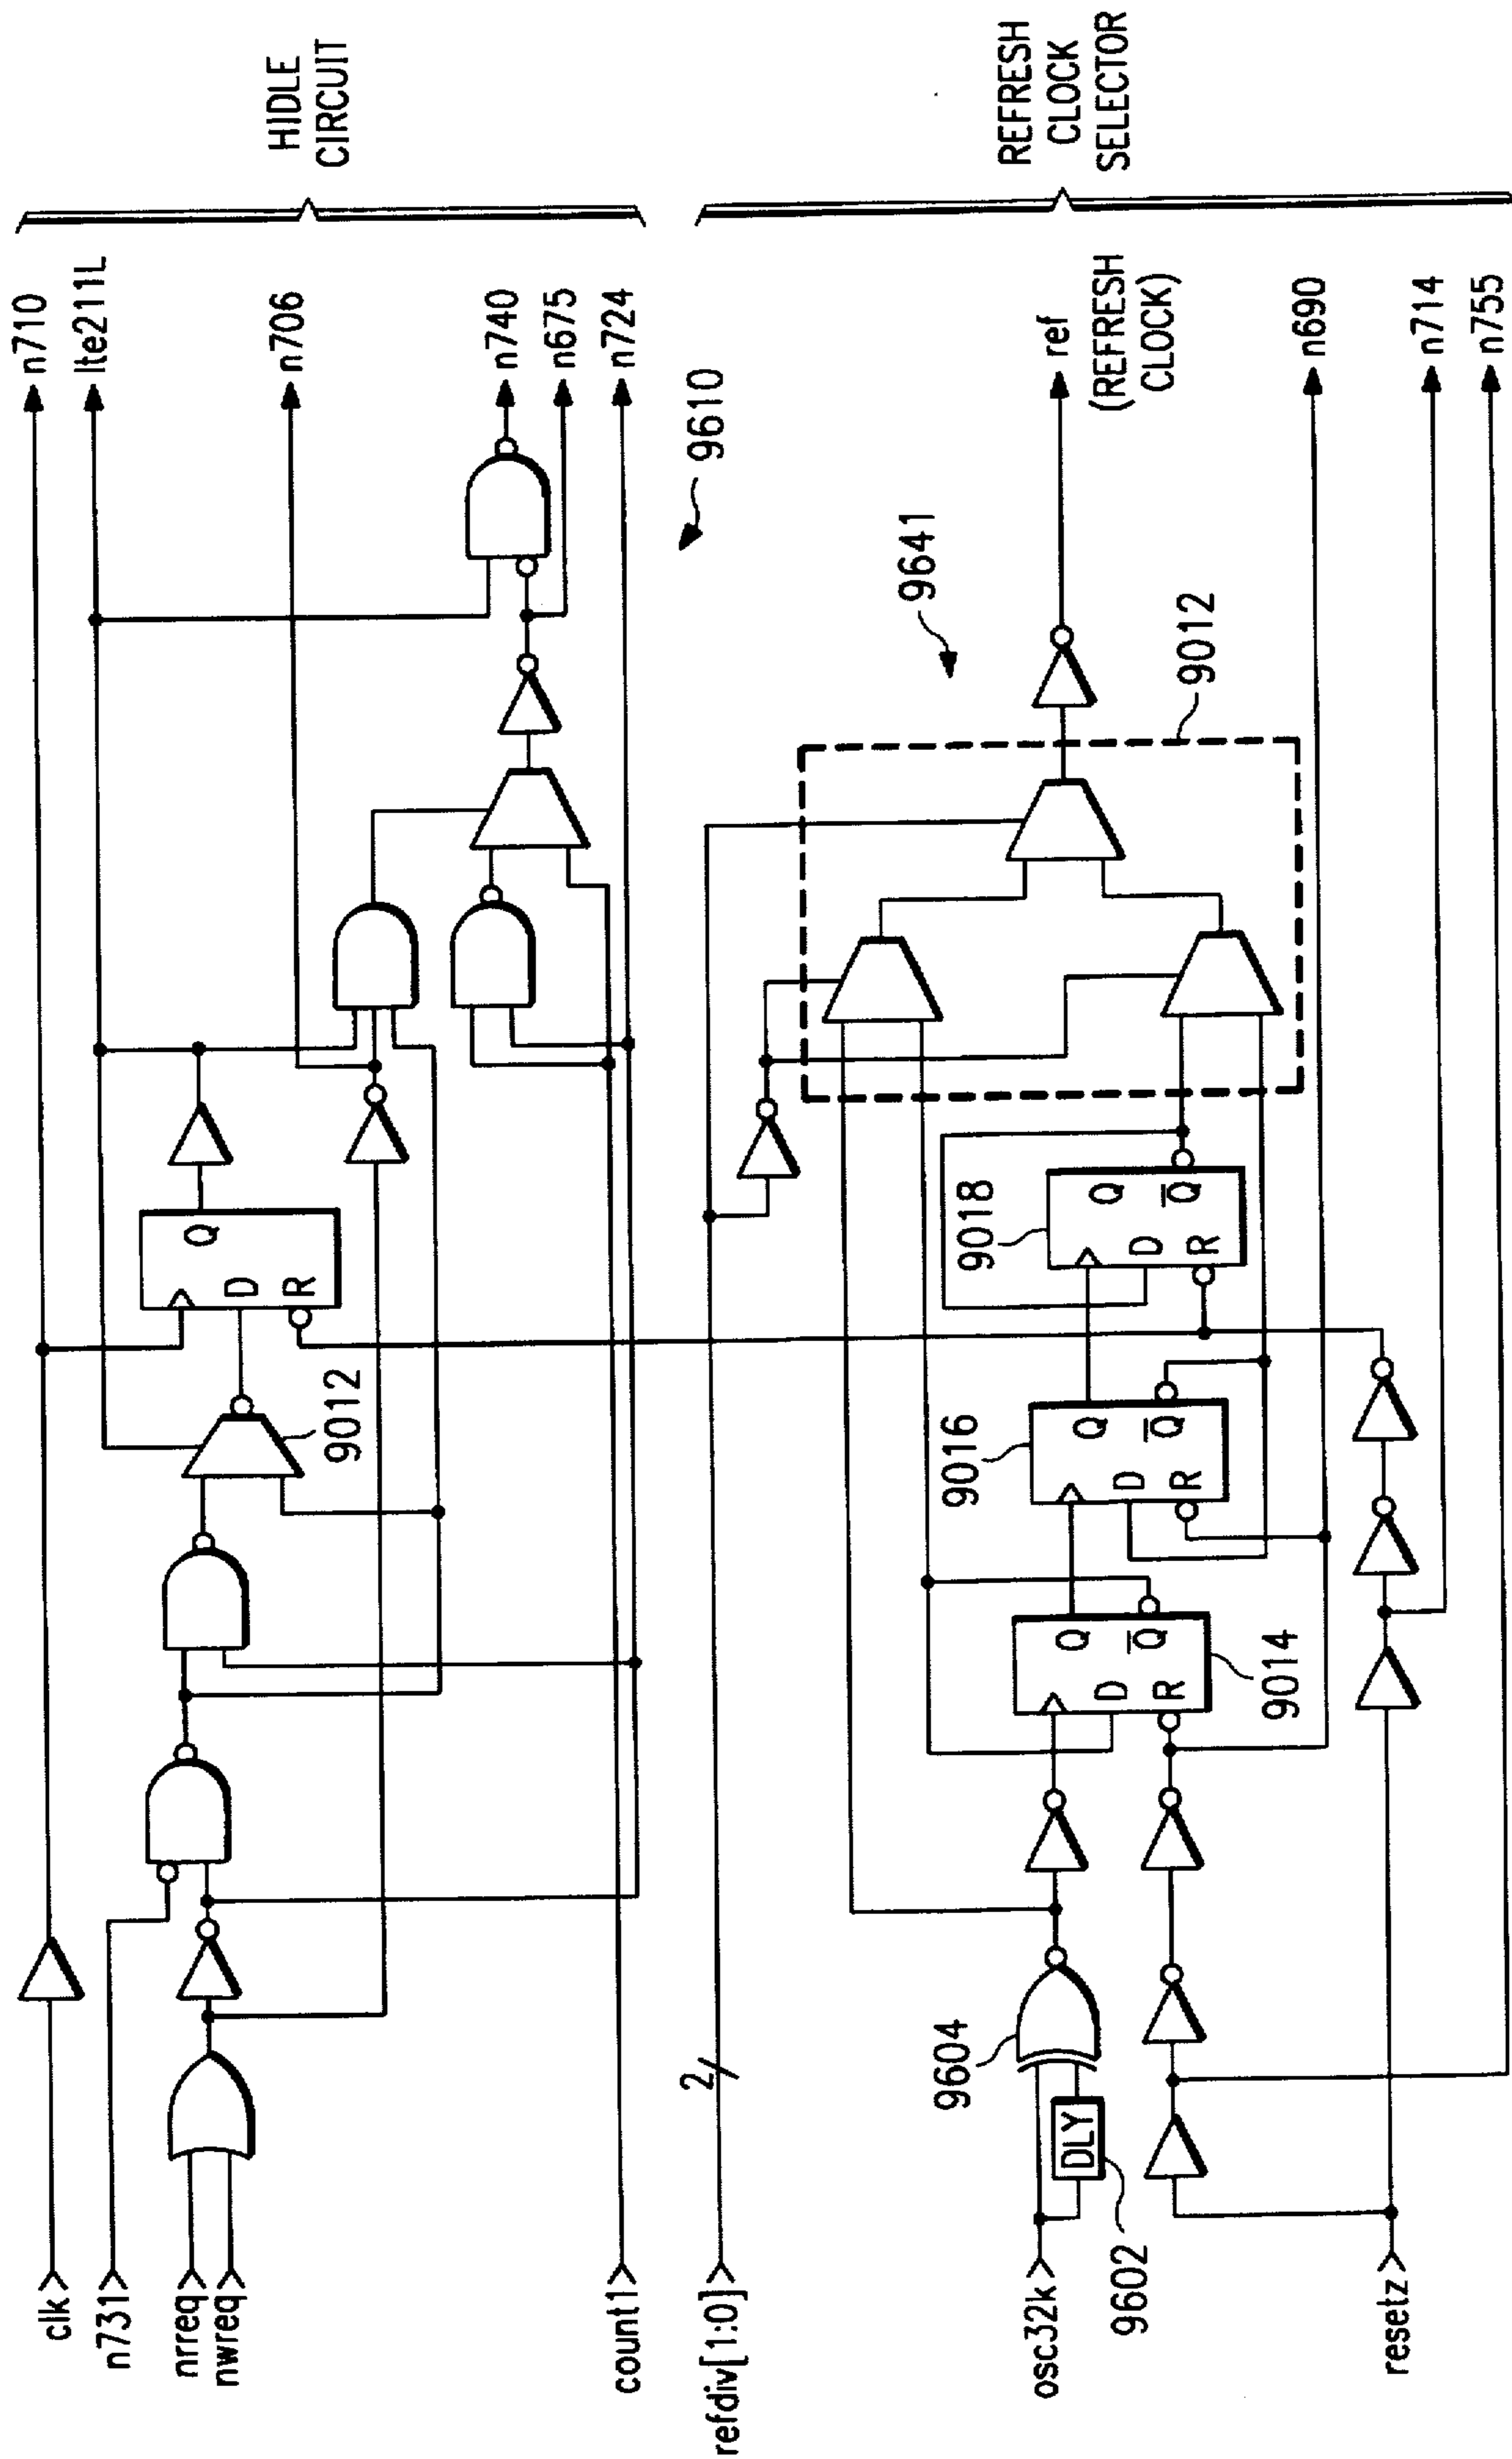 clk
n731
nrreq
nwreq
count1
refdiv[1:0]
2
osc32k
DLY
9602
9604
resetz
9012
D
R
Q
9014
D
R
Q
Q
9016
D
R
Q
Q
9018
D
R
Q
Q
9012
9641
9610
n710
lte211L
n706
n740
n675
n724
ref
(REFRESH
CLOCK)
n690
n714
n755
HIDLE
CIRCUIT
REFRESH
CLOCK
SELECTOR